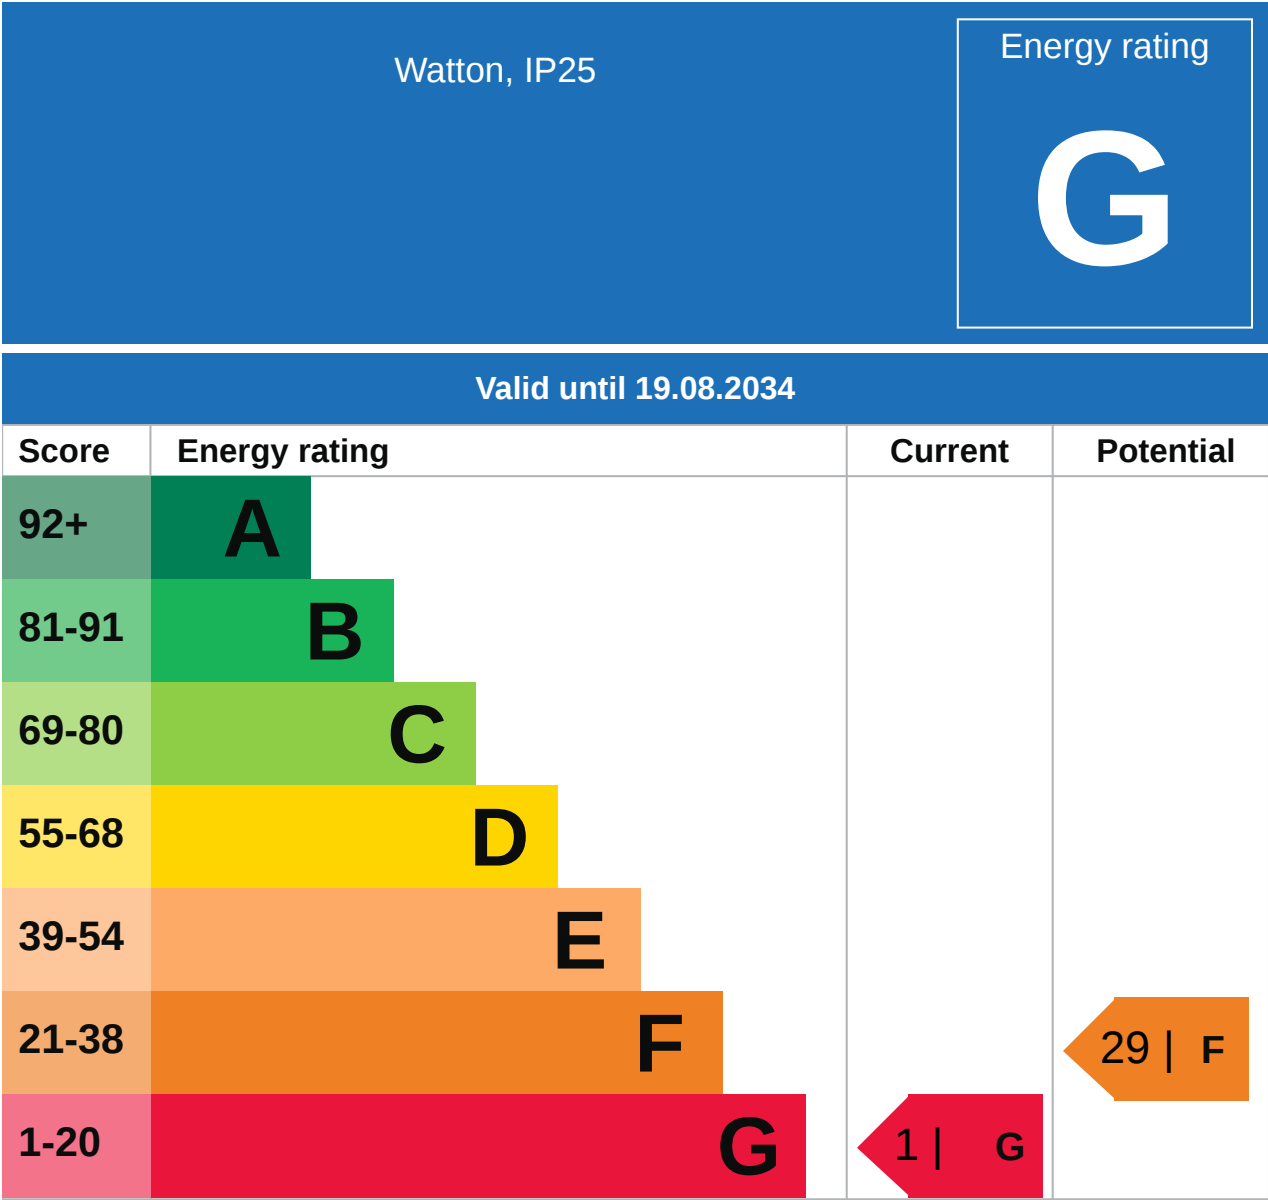 Watton, IP25
Energy rating
G
Valid until 19.08.2034
Score Energy rating Current Potential
92+ A
81-91 B
69-80 C
55-68 D
39-54 E
21-38 F 29 | F
1-20 G 1 | G